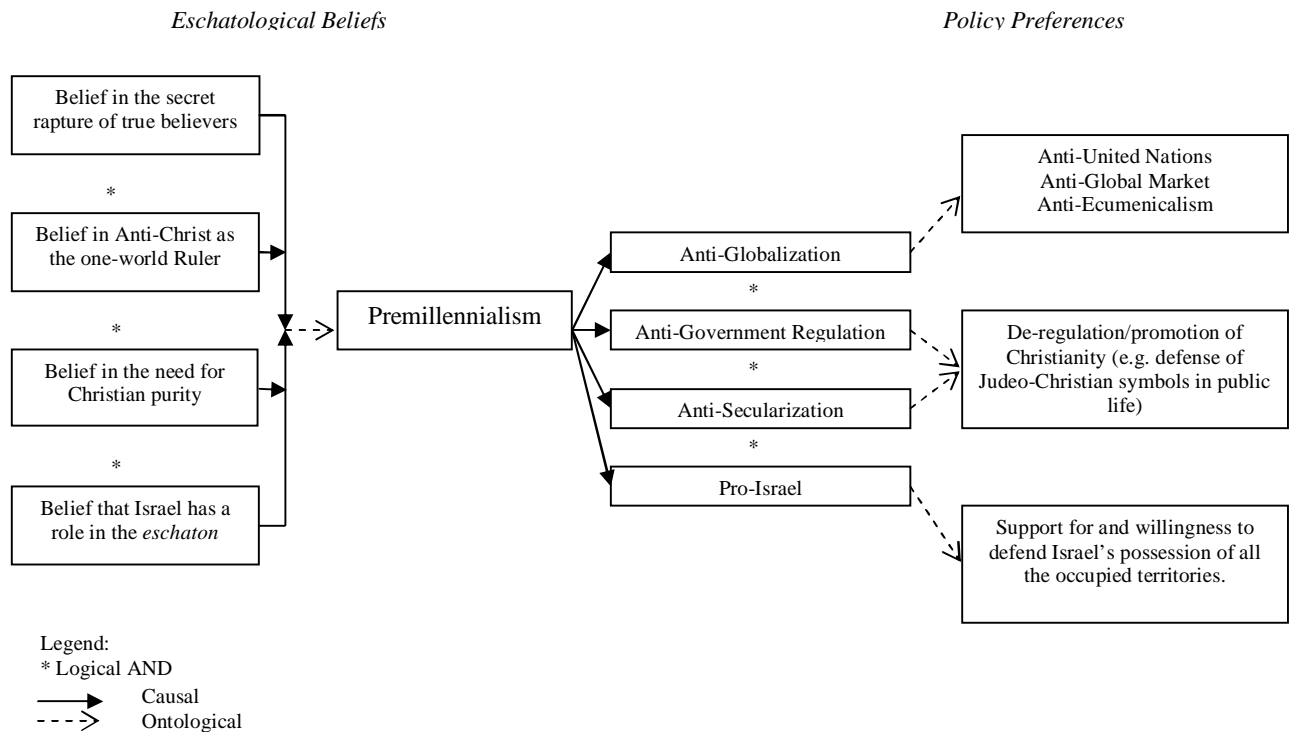 Eschatological Beliefs
Policy Preferences
Belief in the secret
rapture of true believers
*
Belief in Anti-Christ as
the one-world Ruler
*
Belief in the need for
Christian purity
*
Belief that Israel has a
role in the eschaton
Premillennialism
Anti-Globalization
*
Anti-Government Regulation
*
Anti-Secularization
*
Pro-Israel
Anti-United Nations
Anti-Global Market
Anti-Ecumenicalism
De-regulation/promotion of
Christianity (e.g. defense of
Judeo-Christian symbols in public
life)
Support for and willingness to
defend Israel's possession of all
the occupied territories.
Legend:
* Logical AND
Causal
Ontological